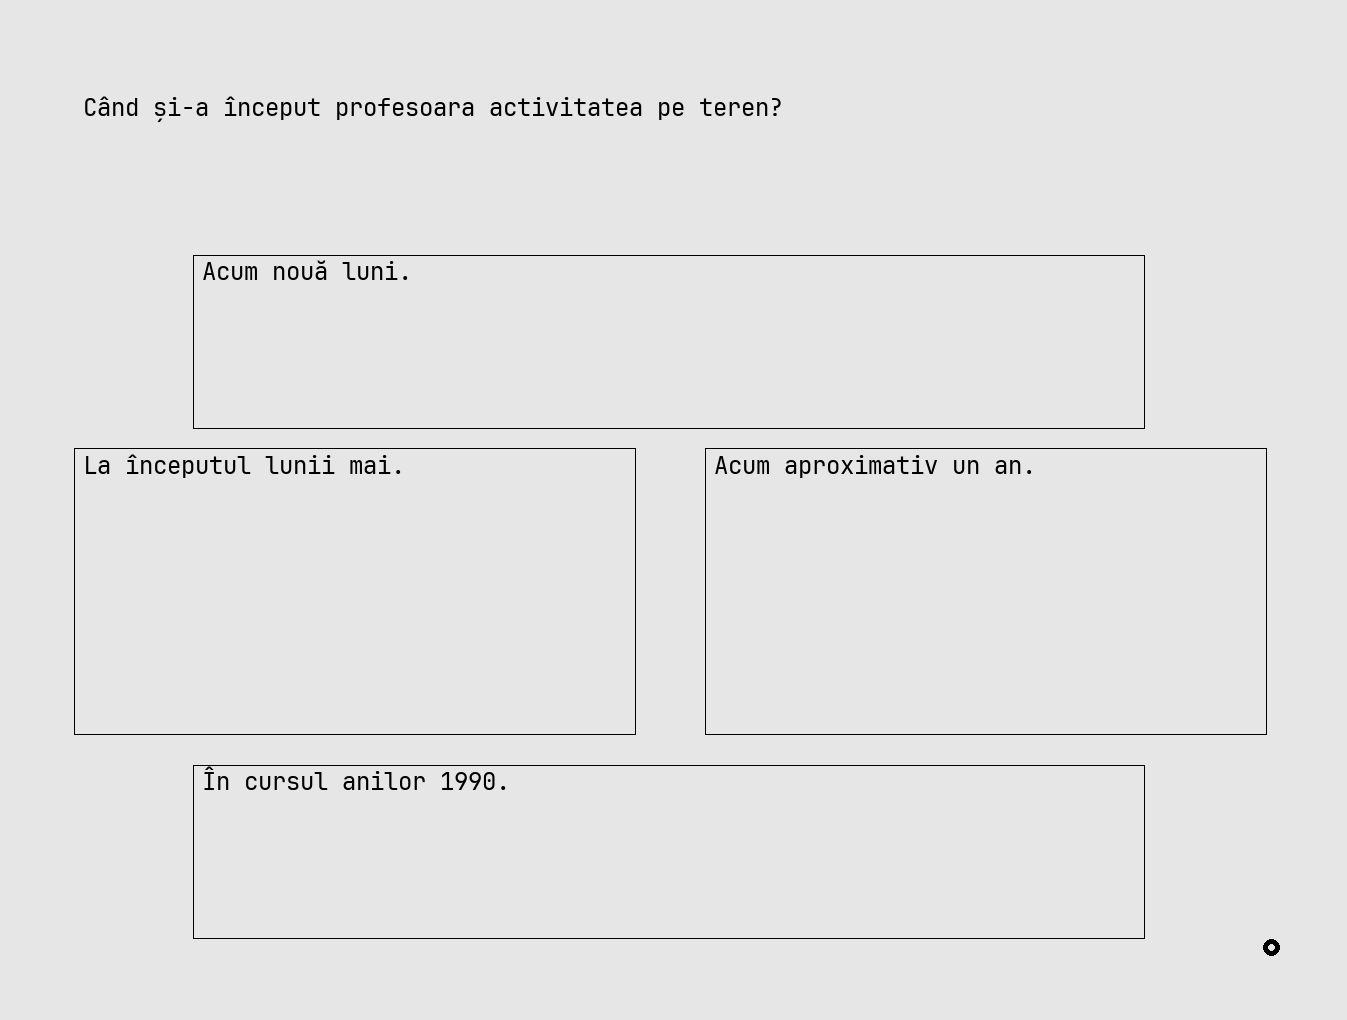 Când și-a început profesoara activitatea pe teren?
Acum nouă luni.
La începutul lunii mai.
Acum aproximativ un an.
În cursul anilor 1990.